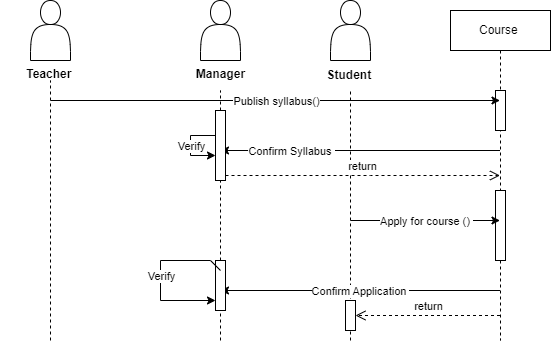 Course
Teacher
Manager
Student
Publish syllabus()
Verify
Confirm Syllabus
return
Apply for course ()
Verify
Confirm Application
return